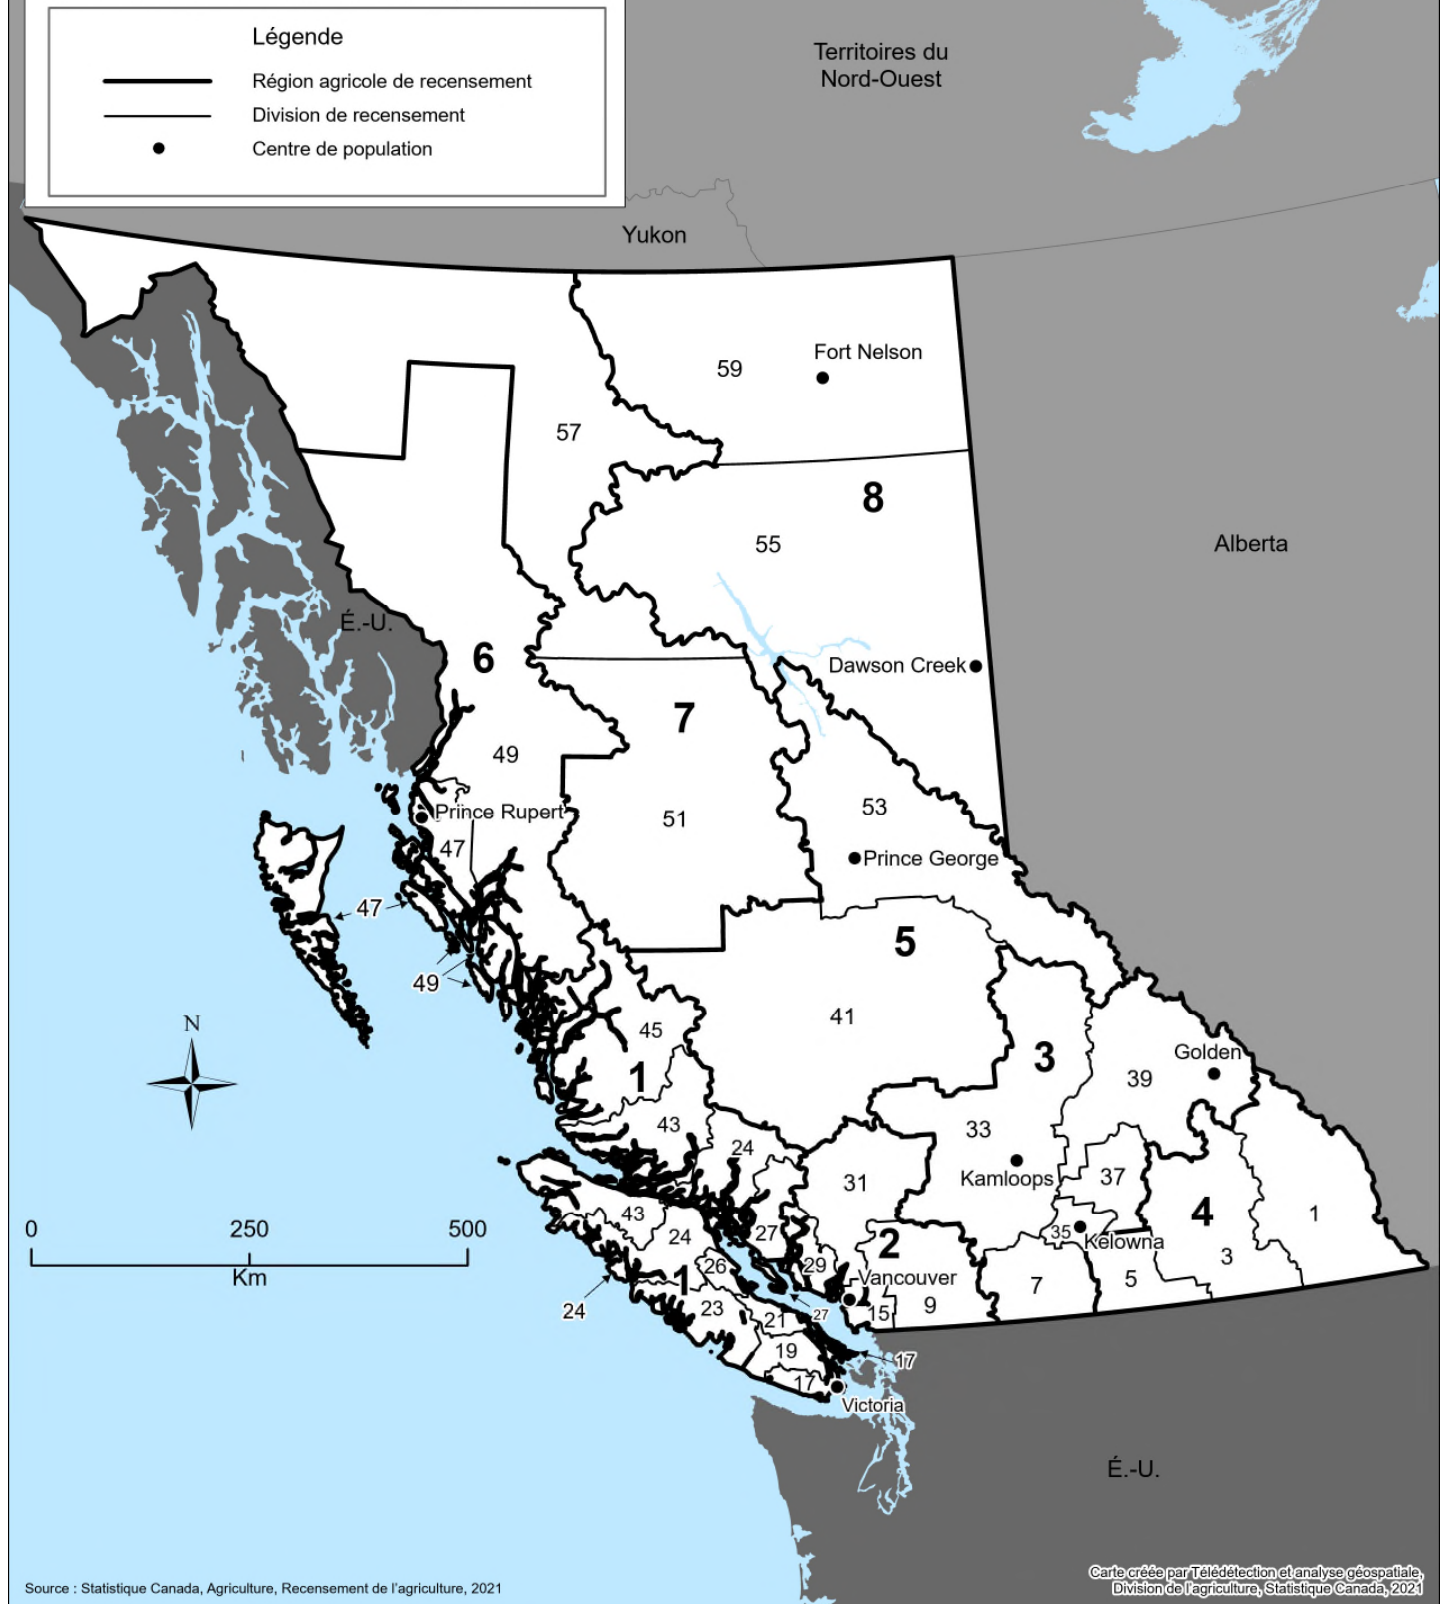 Légende
Région agricole de recensement
Division de recensement
Centre de population
Territoires du
Nord-Ouest
Yukon
59
Fort Nelson
57
8
55
Alberta
É.-U.
6
Dawson Creek
7
49
53
Prince Rupert
51
47
Prince George
47
5
49
41
45
N
3
Golden
1
39
43
33
24
Kamloops
37
31
43
4
1
0
250
500
Km
24
27
2
35
Kelowna
3
26
29
1
Vancouver
7
5
24
23
27
15
9
21
19
17
17
Victoria
É.-U.
Source : Statistique Canada, Agriculture, Recensement de l'agriculture, 2021
Carte créée par Télédétection et analyse géospatiale,
Division de l'agriculture, Statistique Canada, 2021